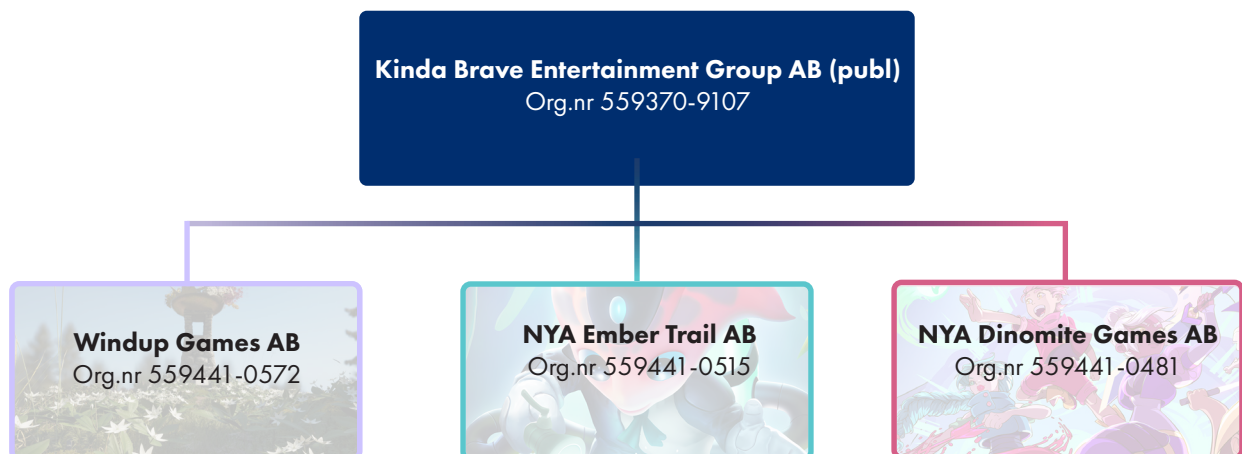 Kinda Brave Entertainment Group AB (publ)
Org.nr 559370-9107
Windup Games AB
Org.nr 559441-0572
NYA Ember Trail AB
Org.nr 559441-0515
NYA Dinomite Games AB
Org.nr 559441-0481